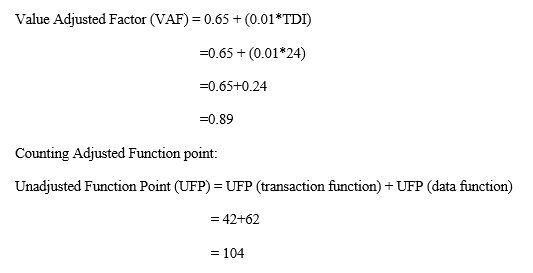 Value Adjusted Factor (VAF) = 0.65 + (0.01*TDI)
=0.65 + (0.01*24)
=0.65+0.24
=0.89
Counting Adjusted Function point:
Unadjusted Function Point (UFP) = UFP (transaction function) + UFP (data function)
= 42+62
= 104